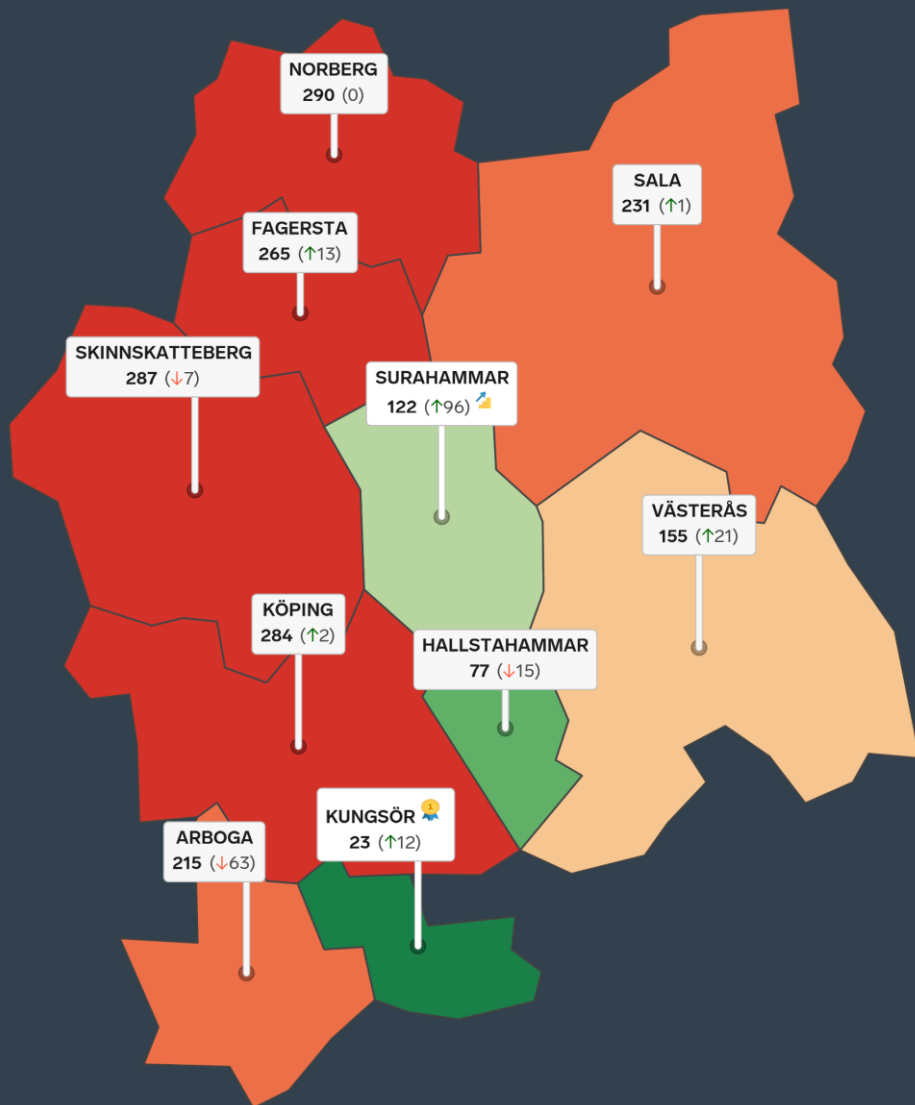 NORBERG
290 (0)
SALA
231 (↑1)
FAGERSTA
265 (↑13)
SKINNSKATTEBERG
287 (↓7)
SURAHAMMAR
122 (↑96)
VÄSTERÅS
155 (↑21)
KÖPING
284 (↑2)
HALLSTAHAMMAR
77 (↓15)
KUNGSÖR 1
23 (↑12)
ARBOGA
215 (↓63)